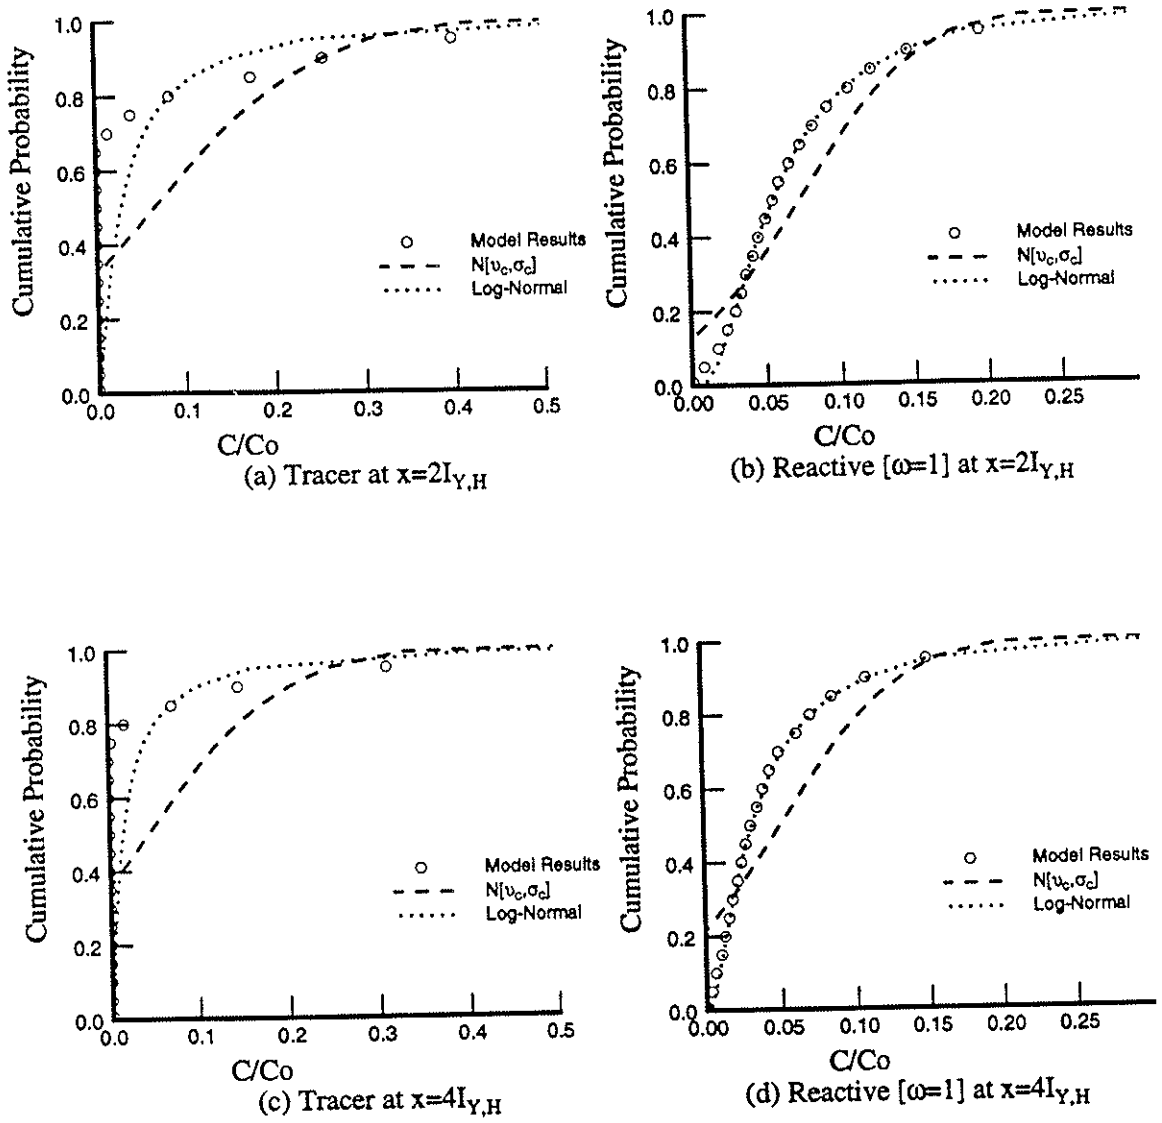 Cumulative Probability
1.0
0.8
0.6
0.4
0.2
0.0
Model Results
N[υc,σc]
Log-Normal
0.0 0.1 0.2 0.3 0.4 0.5
C/Co
(a) Tracer at x=2IY,H
Cumulative Probability
1.0
0.8
0.6
0.4
0.2
0.0
Model Results
N[υc,σc]
Log-Normal
0.00 0.05 0.10 0.15 0.20 0.25
C/Co
(b) Reactive [ω=1] at x=2IY,H
Cumulative Probability
1.0
0.8
0.6
0.4
0.2
0.0
Model Results
N[υc,σc]
Log-Normal
0.0 0.1 0.2 0.3 0.4 0.5
C/Co
(c) Tracer at x=4IY,H
Cumulative Probability
1.0
0.8
0.6
0.4
0.2
0.0
Model Results
N[υc,σc]
Log-Normal
0.00 0.05 0.10 0.15 0.20 0.25
C/Co
(d) Reactive [ω=1] at x=4IY,H